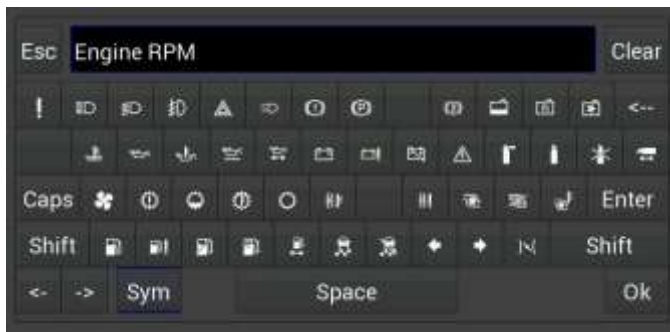 Esc Engine RPM Clear
<--
Caps Enter
Shift Shift
<- -> Sym Space Ok